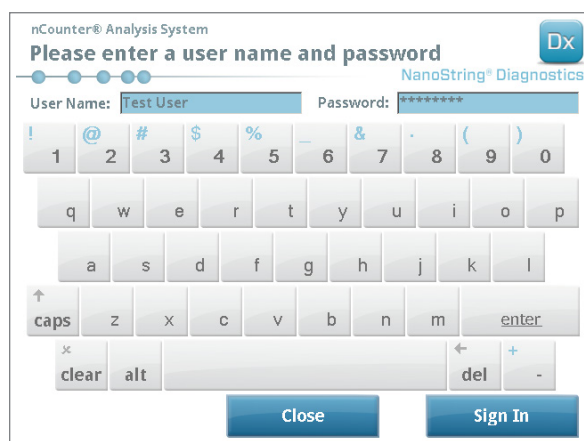 nCounter® Analysis System
Please enter a user name and password
Dx
NanoString® Diagnostics
User Name: Test User Password: ********
! @ # $ % _ & . ( )
1 2 3 4 5 6 7 8 9 0
q w e r t y u i o p
a s d f g h j k l
caps z x c v b n m enter
clear alt del + -
Close Sign In